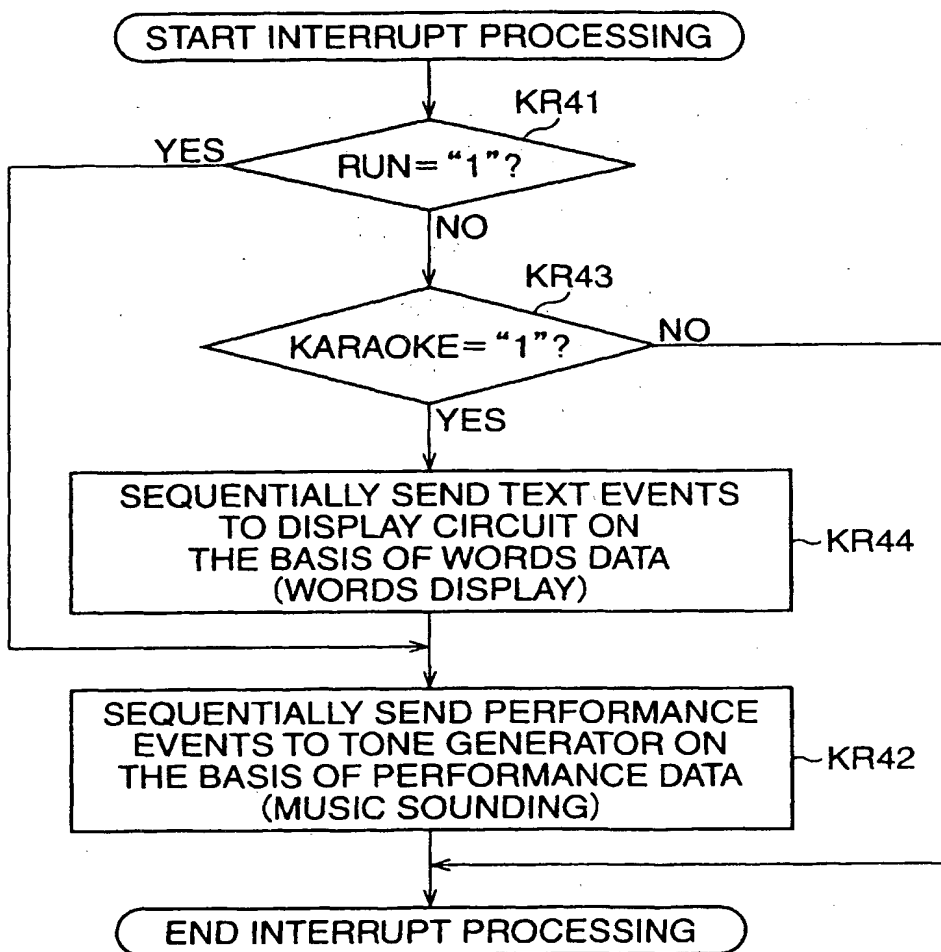 START INTERRUPT PROCESSING
KR41
YES
RUN= “1”?
NO
KR43
KARAOKE= “1”?
NO
YES
SEQUENTIALLY SEND TEXT EVENTS
TO DISPLAY CIRCUIT ON
THE BASIS OF WORDS DATA
(WORDS DISPLAY)
KR44
SEQUENTIALLY SEND PERFORMANCE
EVENTS TO TONE GENERATOR ON
THE BASIS OF PERFORMANCE DATA
(MUSIC SOUNDING)
KR42
END INTERRUPT PROCESSING